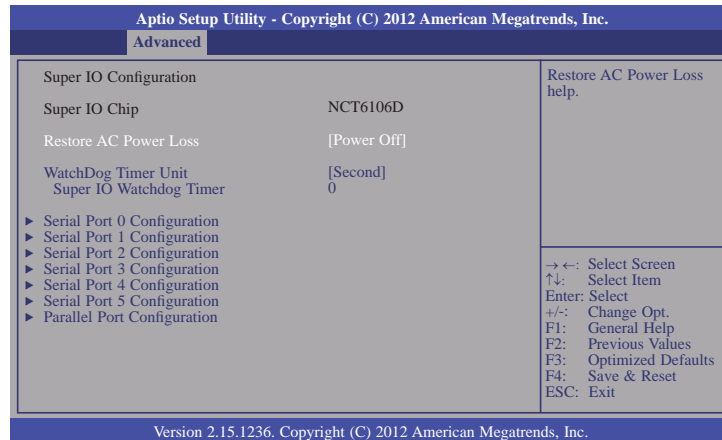 Aptio Setup Utility - Copyright (C) 2012 American Megatrends, Inc.
Advanced
Super IO Configuration
Super IO Chip NCT6106D
Restore AC Power Loss [Power Off]
WatchDog Timer Unit [Second]
Super IO Watchdog Timer 0
▶ Serial Port 0 Configuration
▶ Serial Port 1 Configuration
▶ Serial Port 2 Configuration
▶ Serial Port 3 Configuration
▶ Serial Port 4 Configuration
▶ Serial Port 5 Configuration
▶ Parallel Port Configuration
Restore AC Power Loss
help.
→←: Select Screen
↑↓: Select Item
Enter: Select
+/-: Change Opt.
F1: General Help
F2: Previous Values
F3: Optimized Defaults
F4: Save & Reset
ESC: Exit
Version 2.15.1236. Copyright (C) 2012 American Megatrends, Inc.